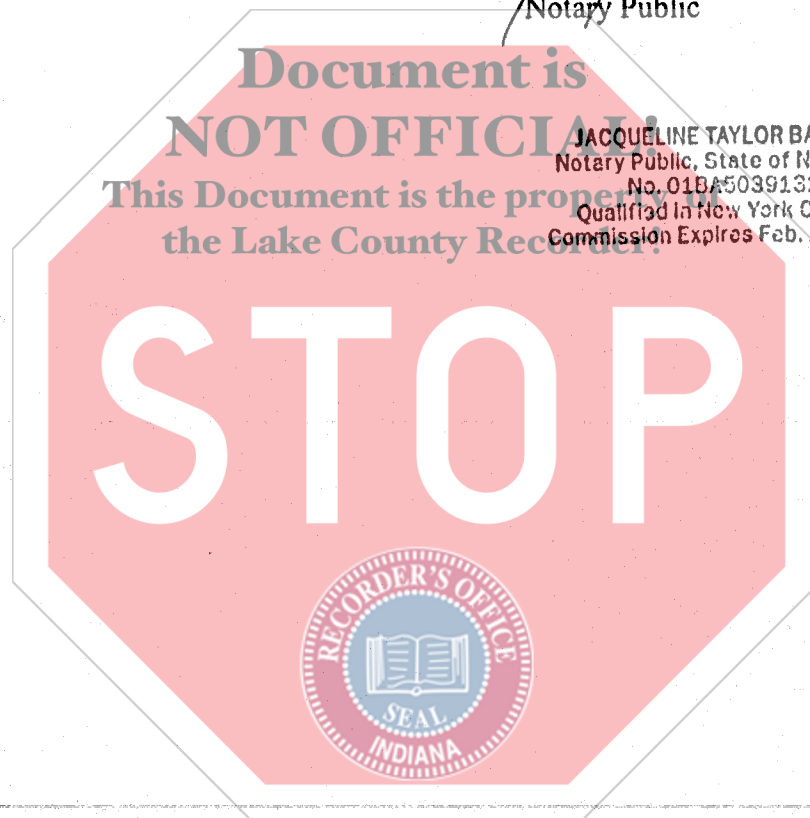 Notary Public
Document is
NOT OFFICIAL!
JACQUELINE TAYLOR BA
Notary Public, State of N
This Document is the property of
No. 01BA503913
Qualified in New York C
the Lake County Recorder!
Commission Expires Feb.
STOP
RECORDER'S OFFICE
SEAL
INDIANA